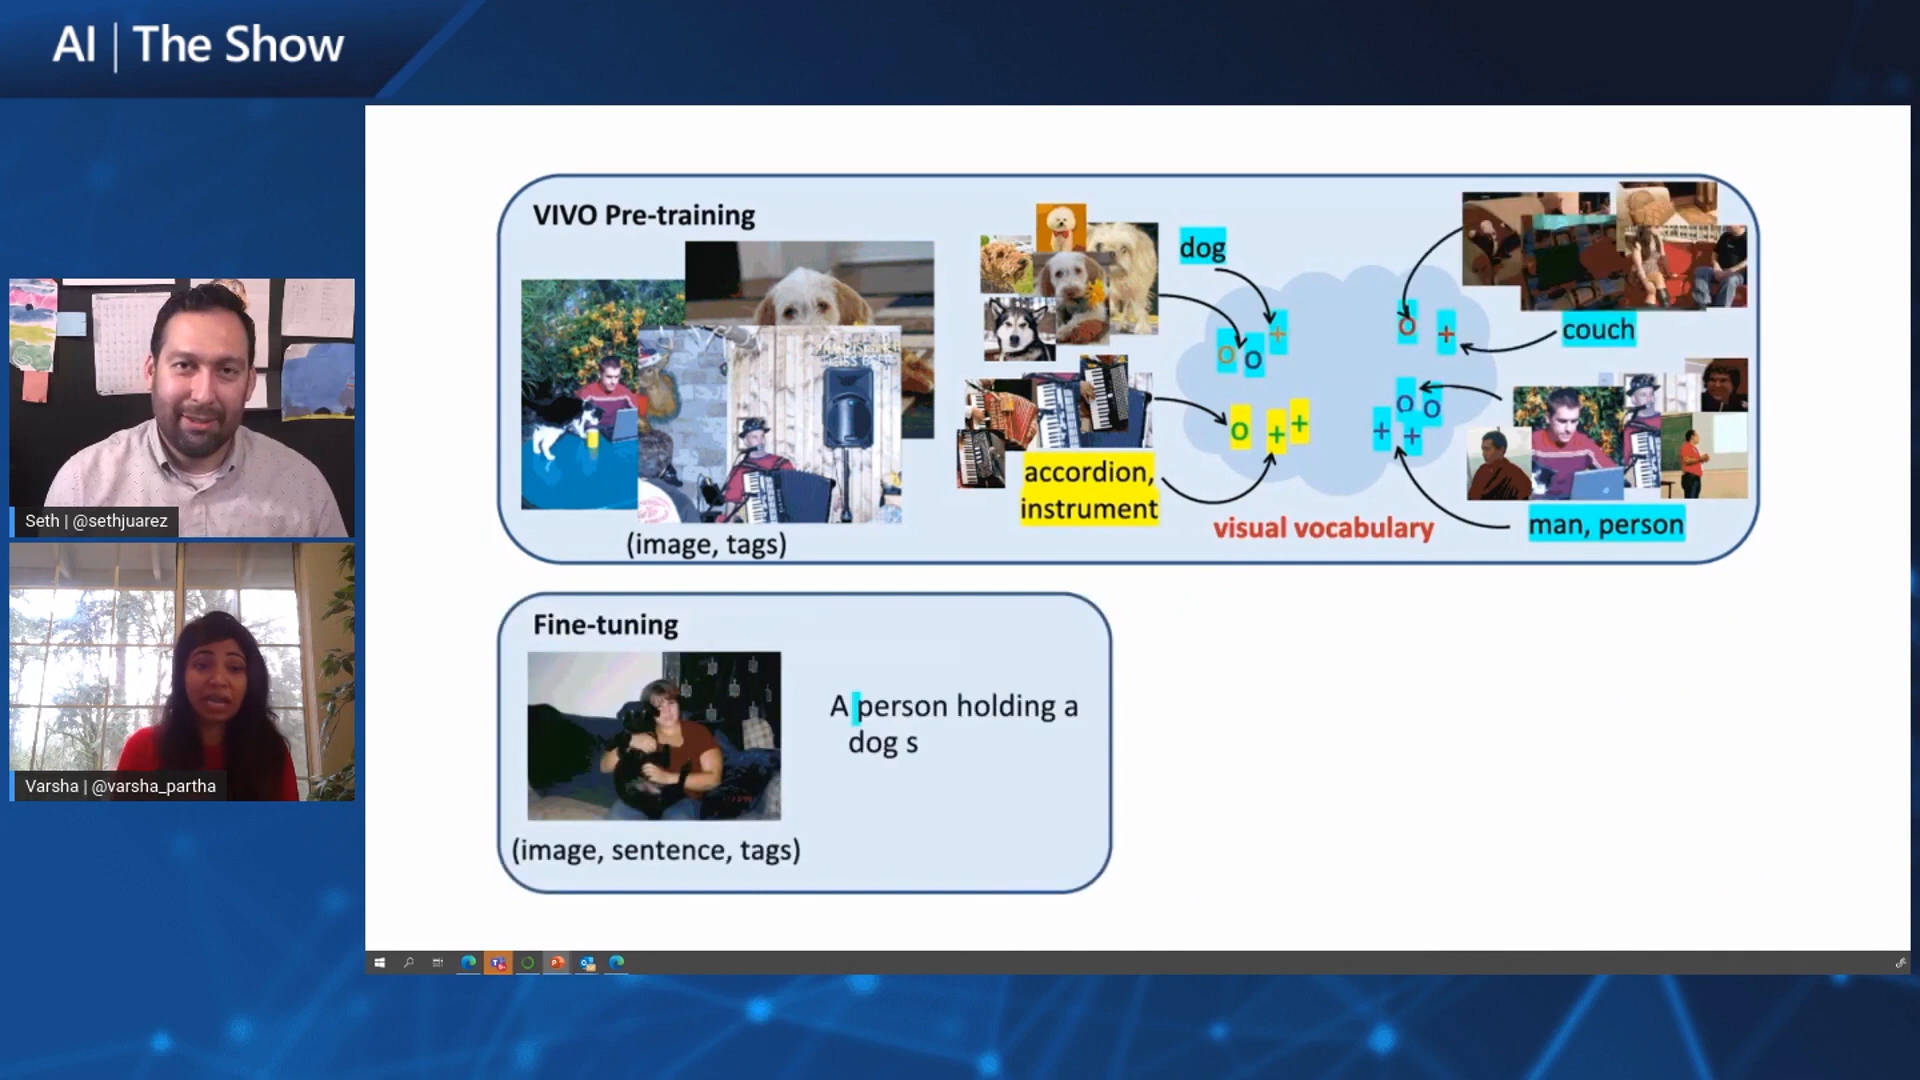 AI | The Show
VIVO Pre-training
dog
couch
accordion,
instrument
visual vocabulary
man, person
(image, tags)
Seth | @sethjuarez
Fine-tuning
A person holding a
dog s
(image, sentence, tags)
Varsha | @varsha_partha